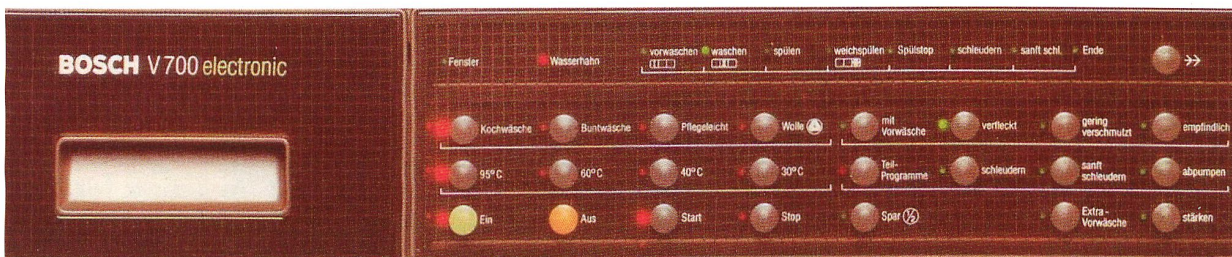 BOSCH V700 electronic
Fenster Wasserhahn vorwaschen waschen spülen weichspülen Spülstop schleudern sanft schl. Ende
Kochwäsche Buntwäsche Pflegeleicht Wolle mit Vorwäsche verfleckt gering verschmutzt empfindlich
95°C 60°C 40°C 30°C Teil-Programme schleudern sanft schleudern abpumpen
Ein Aus Start Stop Spar ½ Extra-Vorwäsche stärken